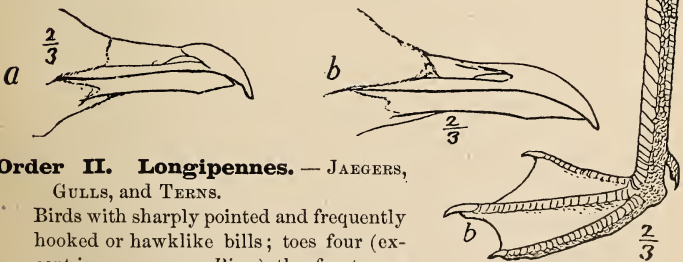 2
3
a
b
2
3
Order II. Longipennes. — JAEGERS,
GULLS, and TERNS.
Birds with sharply pointed and frequently
hooked or hawklike bills; toes four (ex-
b
2
3